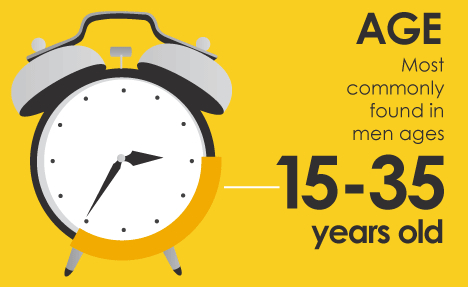 AGE
Most
commonly
found in
men ages
15-35
years old